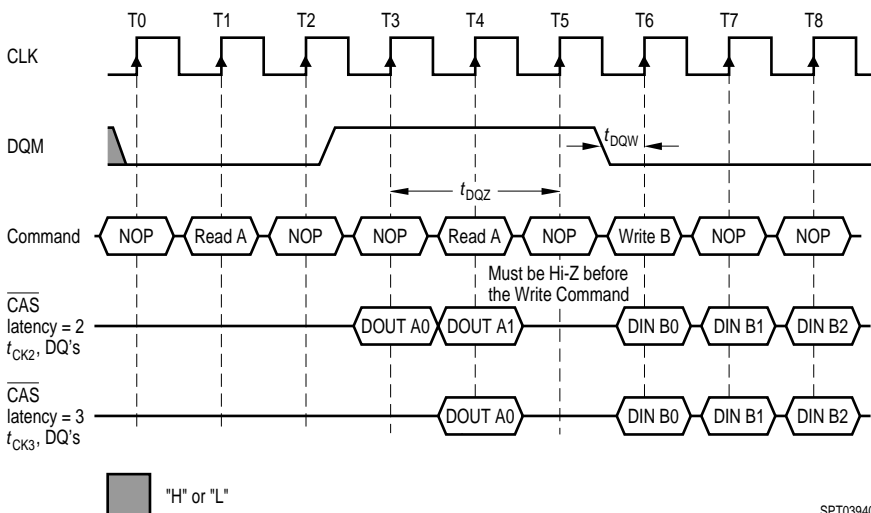 T0 T1 T2 T3 T4 T5 T6 T7 T8
CLK
DQM
tDQW
tDQZ
Command NOP Read A NOP NOP Read A NOP Write B NOP NOP
Must be Hi-Z before
the Write Command
CAS
latency = 2
tCK2, DQ's
DOUT A0 DOUT A1 DIN B0 DIN B1 DIN B2
CAS
latency = 3
tCK3, DQ's
DOUT A0 DIN B0 DIN B1 DIN B2
"H" or "L"
SPT03940